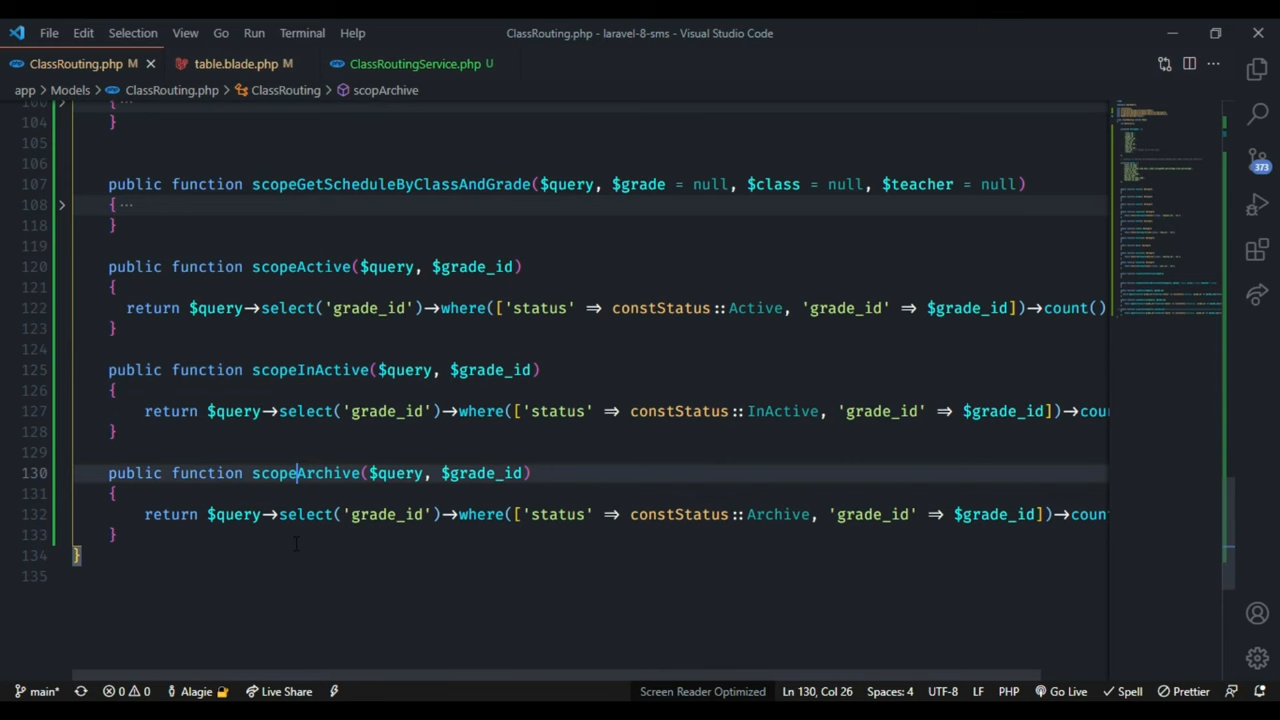 File Edit Selection View Go Run Terminal Help ClassRouting.php - laravel-8-sms - Visual Studio Code
ClassRouting.php M table.blade.php M ClassRoutingService.php U
app > Models > ClassRouting.php > ClassRouting > scopArchive
{ ···
104 }
105
106
107 public function scopeGetScheduleByClassAndGrade($query, $grade = null, $class = null, $teacher = null)
108 { ···
118 }
119
120 public function scopeActive($query, $grade_id)
121 {
122 return $query→select('grade_id')→where(['status' ⇒ constStatus::Active, 'grade_id' ⇒ $grade_id])→count()
123 }
124
125 public function scopeInActive($query, $grade_id)
126 {
127 return $query→select('grade_id')→where(['status' ⇒ constStatus::InActive, 'grade_id' ⇒ $grade_id])→cou
128 }
129
130 public function scopeArchive($query, $grade_id)
131 {
132 return $query→select('grade_id')→where(['status' ⇒ constStatus::Archive, 'grade_id' ⇒ $grade_id])→count
133 }
134 }
135
373
main* 0 0 Alagie Live Share Screen Reader Optimized Ln 130, Col 26 Spaces: 4 UTF-8 LF PHP Go Live Spell Prettier